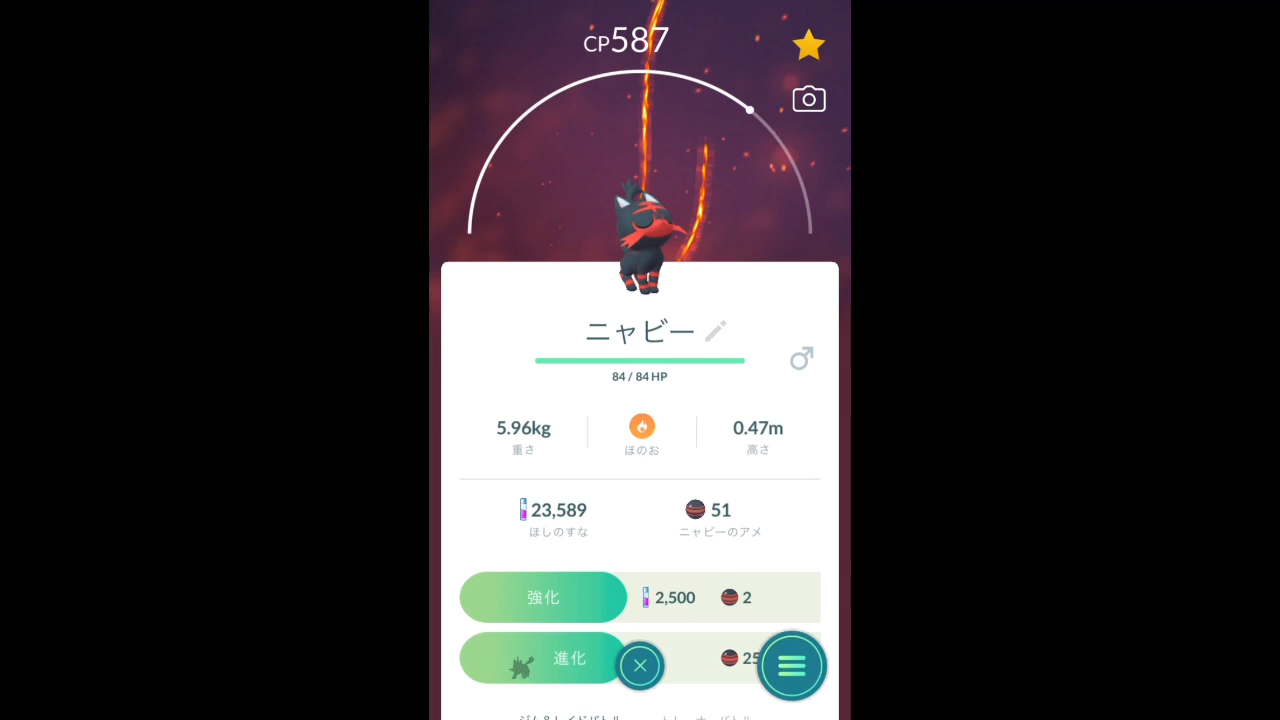 CP587
ニャビー
84 / 84 HP
5.96kg
重さ
ほのお
0.47m
高さ
23,589
ほしのすな
51
ニャビーのアメ
強化
2,500
2
進化
25